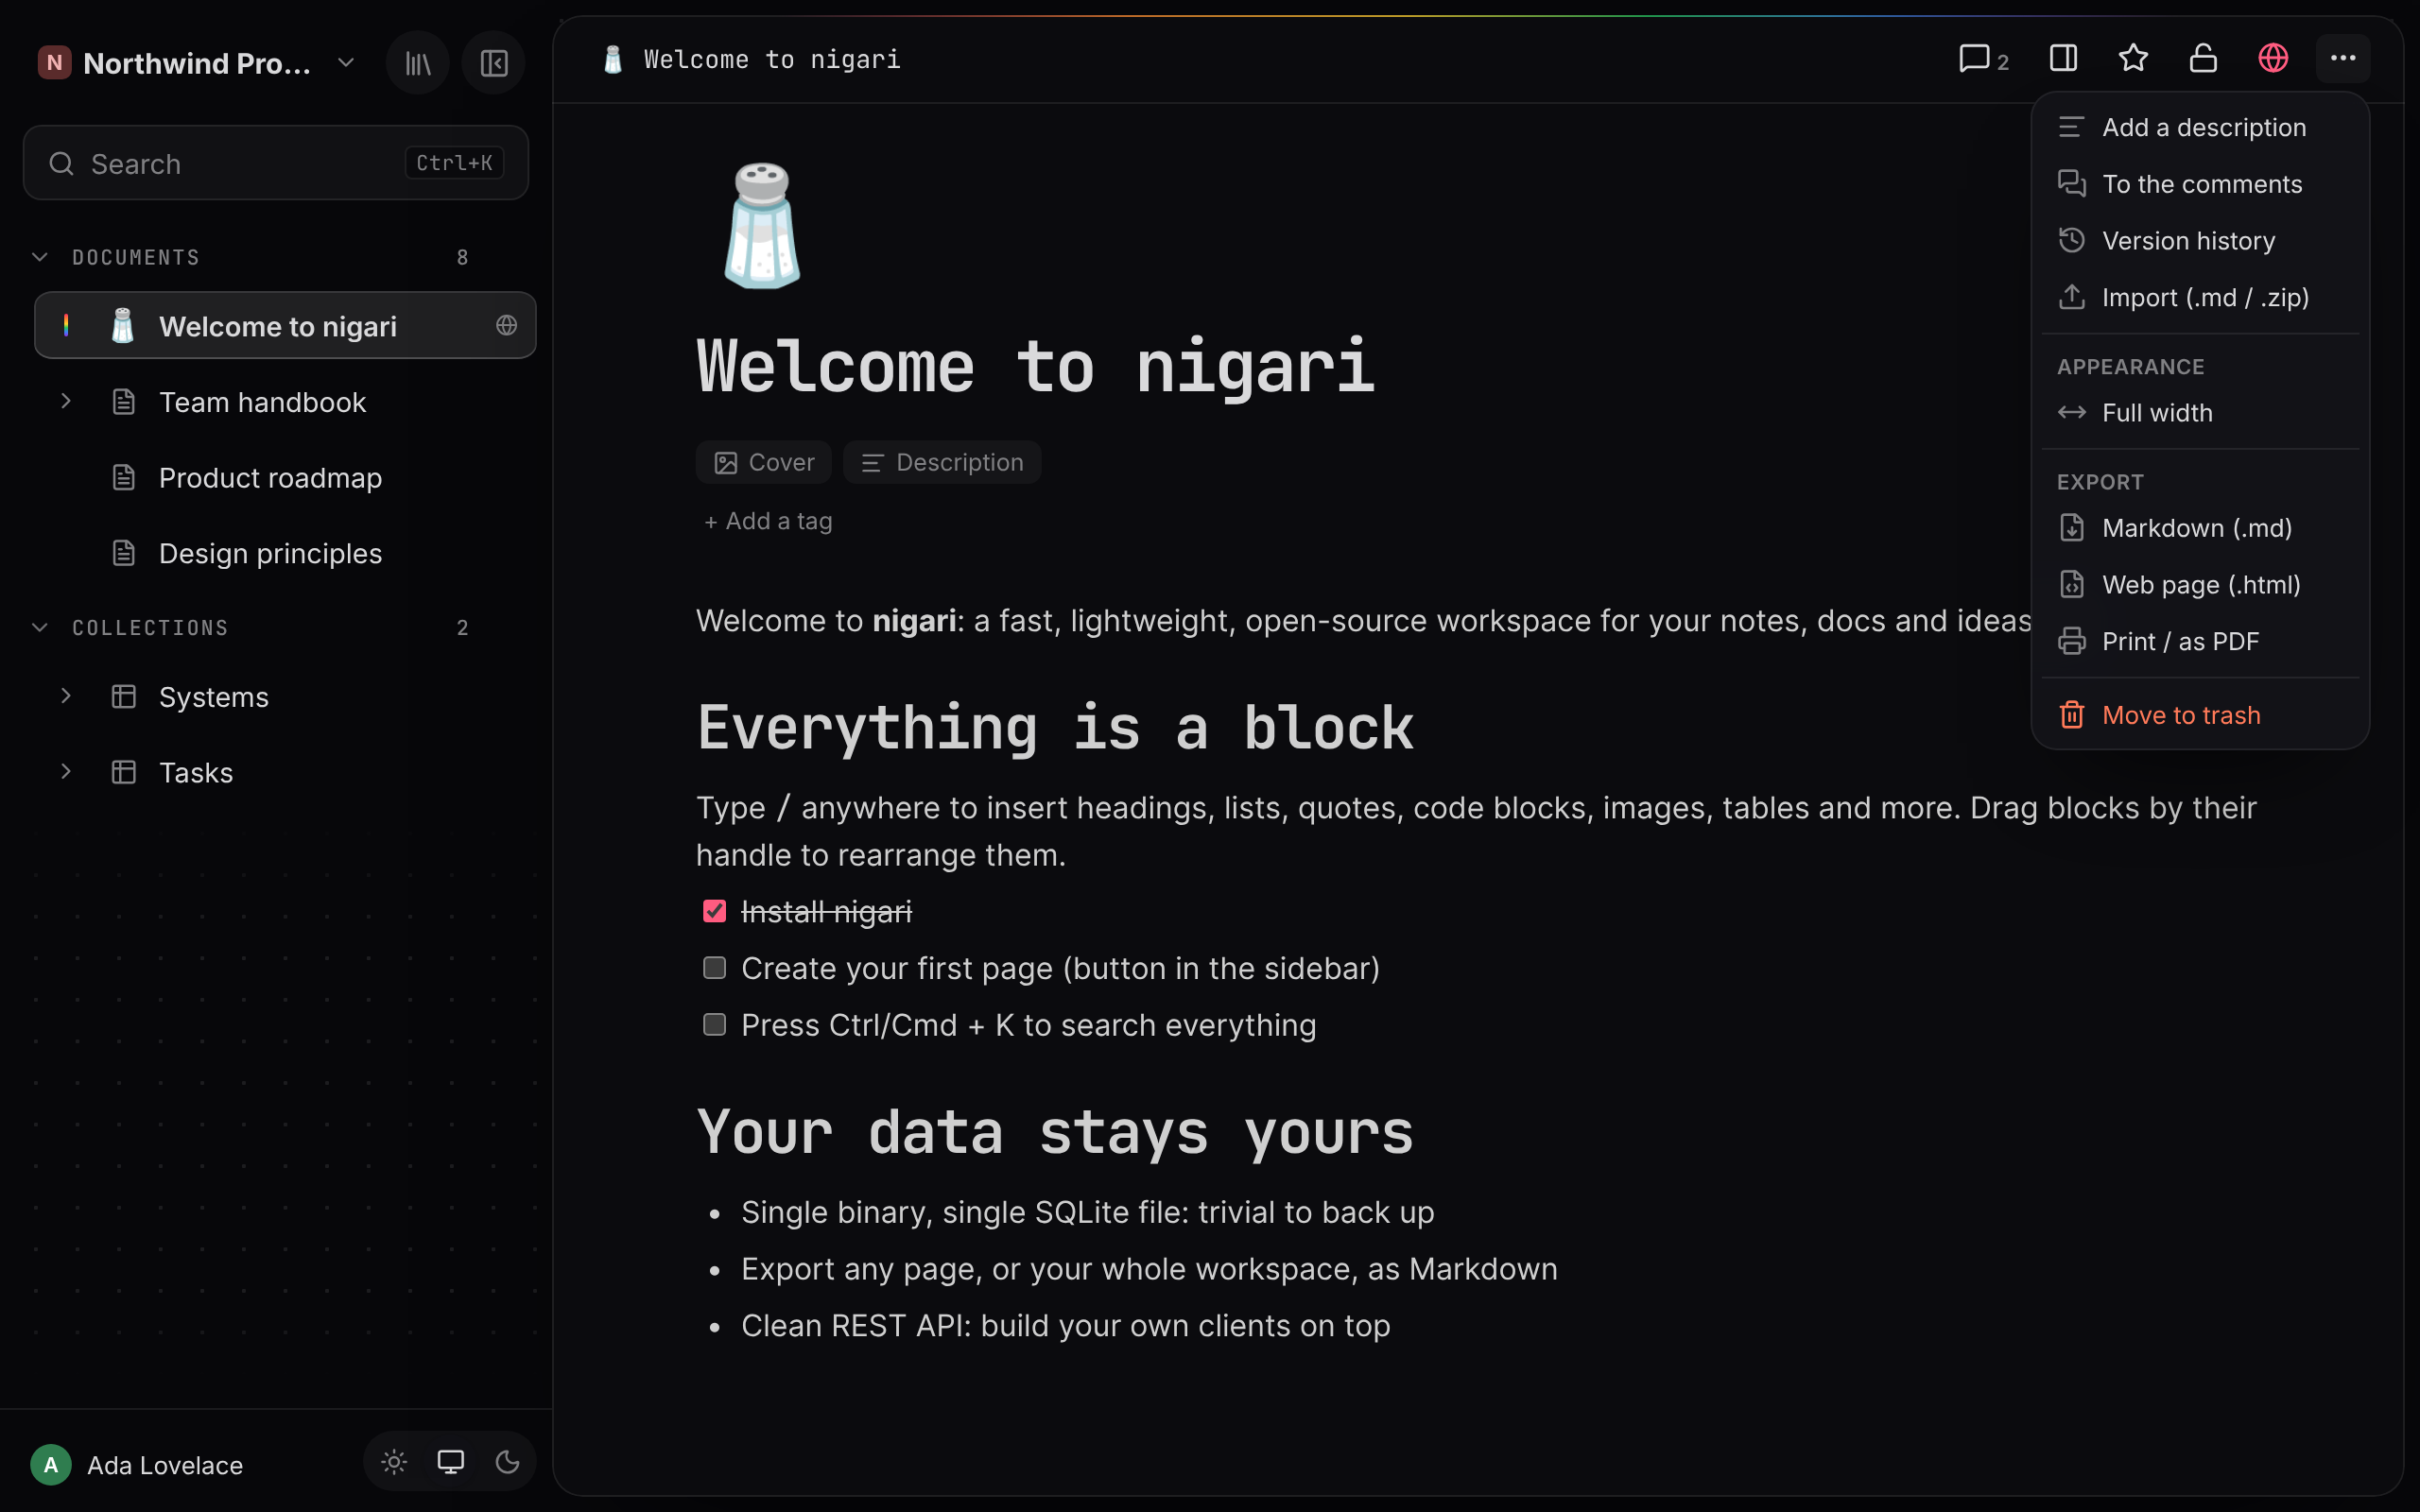 N Northwind Pro...
Search Ctrl+K
DOCUMENTS 8
Welcome to nigari
Team handbook
Product roadmap
Design principles
COLLECTIONS 2
Systems
Tasks
A Ada Lovelace
Welcome to nigari
2
Welcome to nigari
Cover Description
+ Add a tag
Welcome to nigari: a fast, lightweight, open-source workspace for your notes, docs and ideas
Everything is a block
Type / anywhere to insert headings, lists, quotes, code blocks, images, tables and more. Drag blocks by their
handle to rearrange them.
Install nigari
Create your first page (button in the sidebar)
Press Ctrl/Cmd + K to search everything
Your data stays yours
• Single binary, single SQLite file: trivial to back up
• Export any page, or your whole workspace, as Markdown
• Clean REST API: build your own clients on top
Add a description
To the comments
Version history
Import (.md / .zip)
APPEARANCE
Full width
EXPORT
Markdown (.md)
Web page (.html)
Print / as PDF
Move to trash